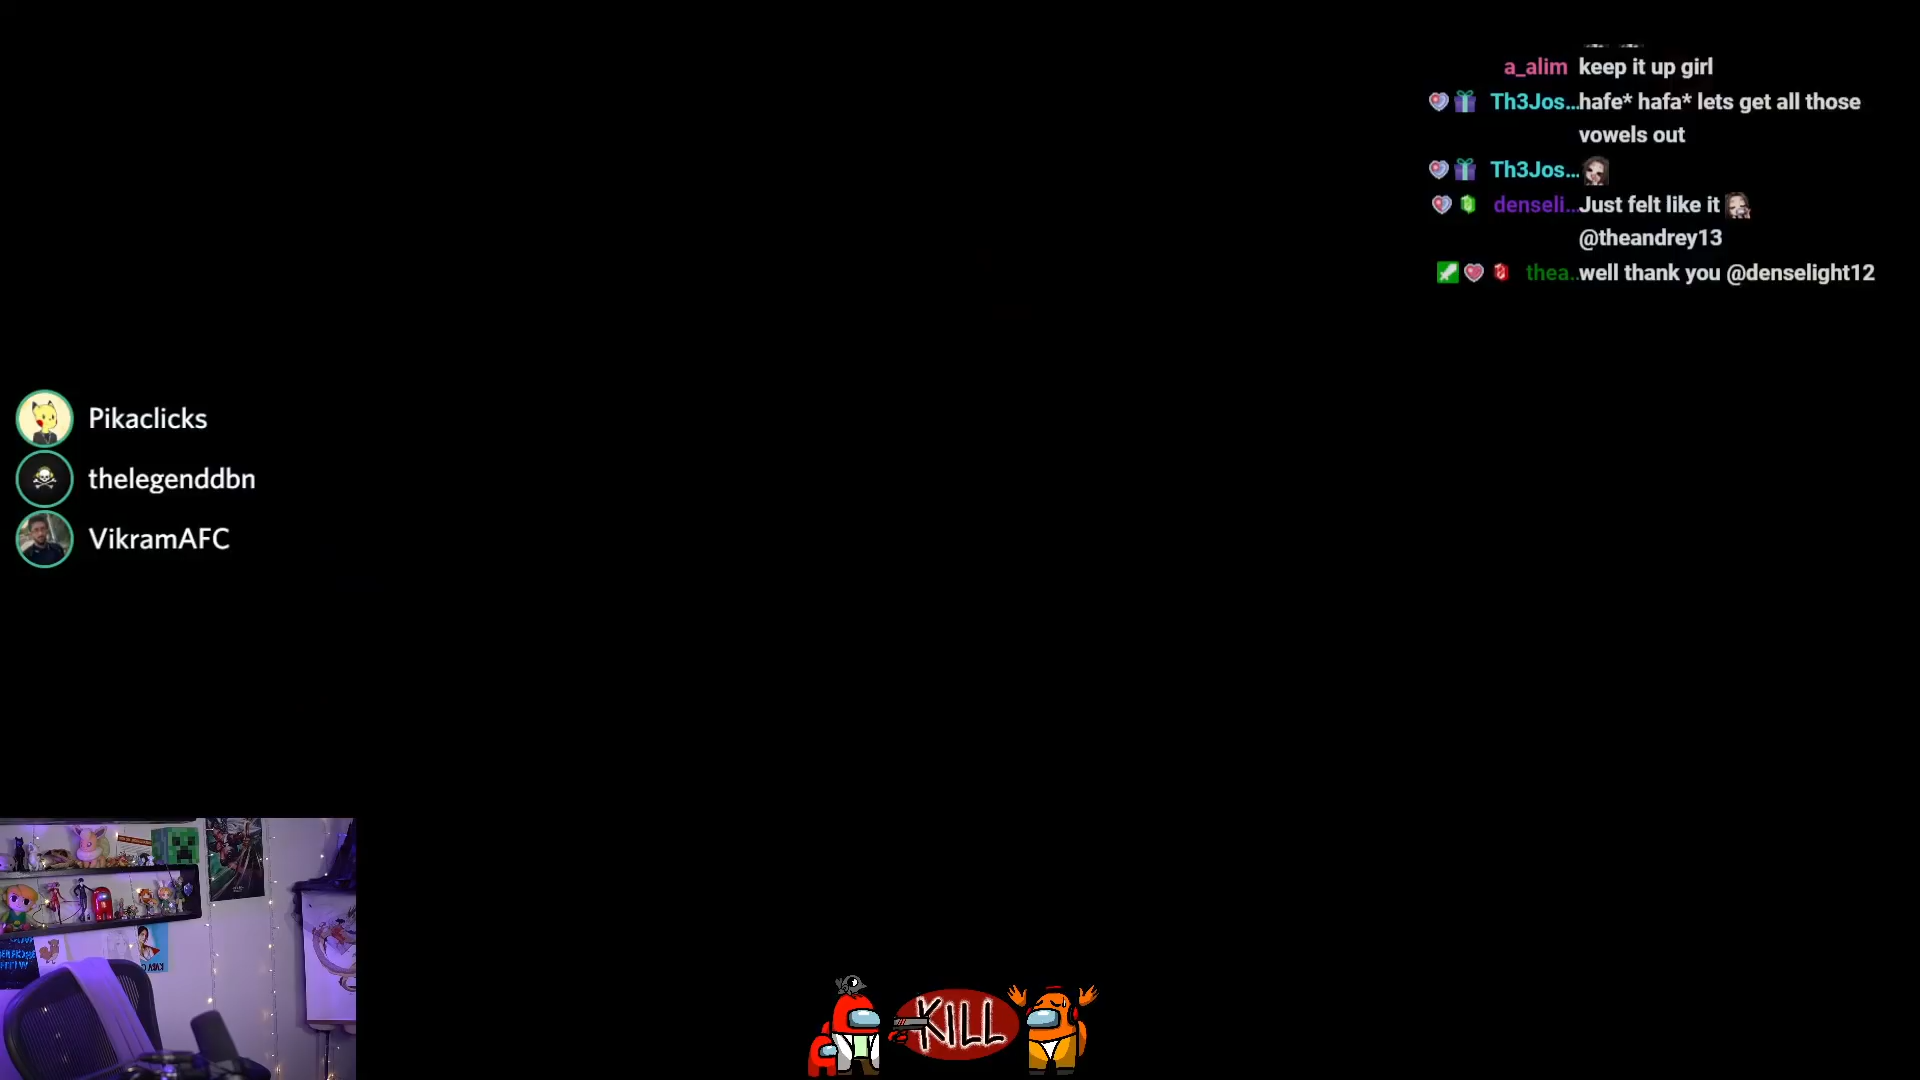 a_alim keep it up girl
Th3Jos... hafe* hafa* lets get all those
vowels out
Th3Jos...
denseli... Just felt like it
@theandrey13
thea.. well thank you @denselight12
Pikaclicks
thelegenddbn
VikramAFC
KILL